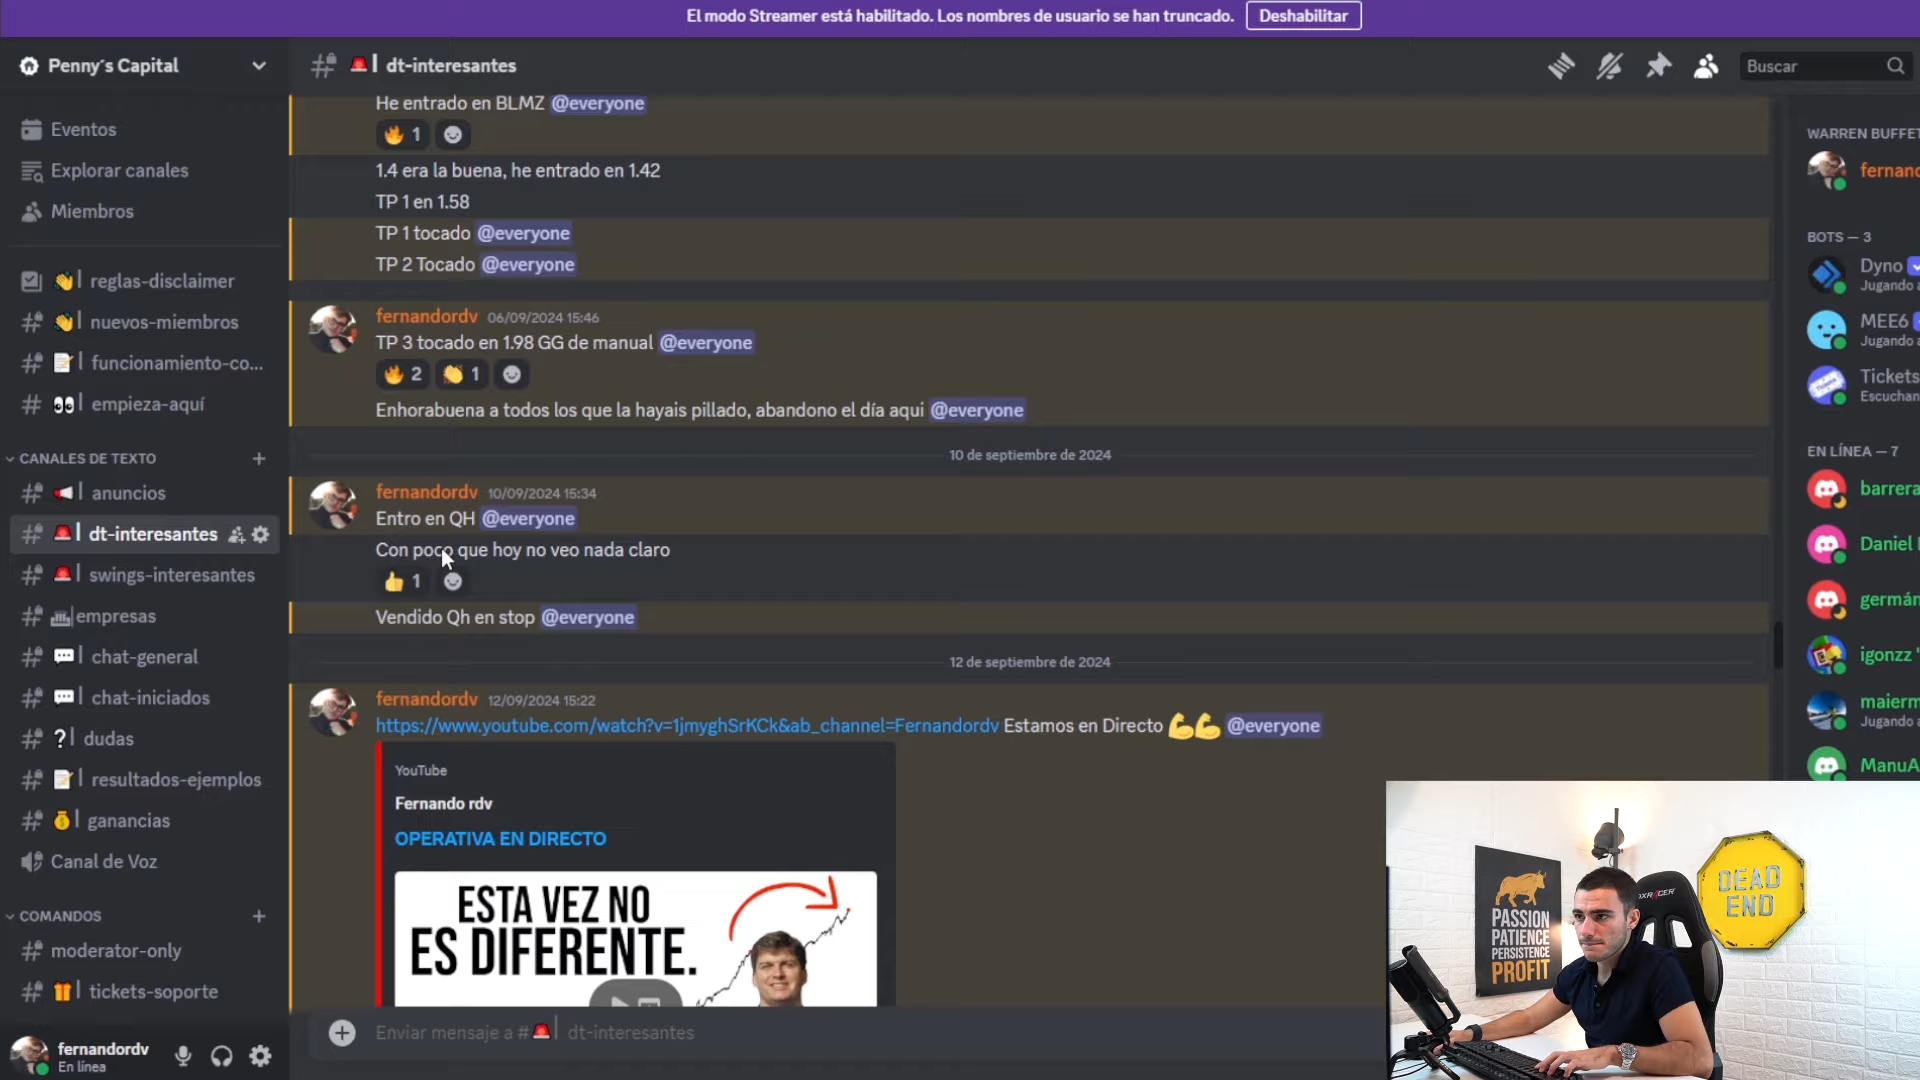 El modo Streamer está habilitado. Los nombres de usuario se han truncado.
Deshabilitar
Penny´s Capital
dt-interesantes
Buscar
Eventos
Explorar canales
Miembros
reglas-disclaimer
nuevos-miembros
funcionamiento-co...
empieza-aquí
CANALES DE TEXTO
anuncios
dt-interesantes
swings-interesantes
empresas
chat-general
chat-iniciados
dudas
resultados-ejemplos
ganancias
Canal de Voz
COMANDOS
moderator-only
tickets-soporte
fernandordv
En línea
He entrado en BLMZ @everyone
1
1.4 era la buena, he entrado en 1.42
TP 1 en 1.58
TP 1 tocado @everyone
TP 2 Tocado @everyone
fernandordv 06/09/2024 15:46
TP 3 tocado en 1.98 GG de manual @everyone
2 1
Enhorabuena a todos los que la hayais pillado, abandono el día aqui @everyone
10 de septiembre de 2024
fernandordv 10/09/2024 15:34
Entro en QH @everyone
Con poco que hoy no veo nada claro
1
Vendido Qh en stop @everyone
12 de septiembre de 2024
fernandordv 12/09/2024 15:22
https://www.youtube.com/watch?v=1jmyghSrKCk&ab_channel=Fernandordv Estamos en Directo @everyone
YouTube
Fernando rdv
OPERATIVA EN DIRECTO
ESTA VEZ NO
ES DIFERENTE.
Enviar mensaje a # dt-interesantes
WARREN BUFFET
fernand
BOTS — 3
Dyno
Jugando a
MEE6
Jugando a
Tickets
Escuchan
EN LÍNEA — 7
barrera
Daniel
germán
igonzz "
maierm
Jugando a
ManuA
PASSION
PATIENCE
PERSISTENCE
PROFIT
DEAD
END